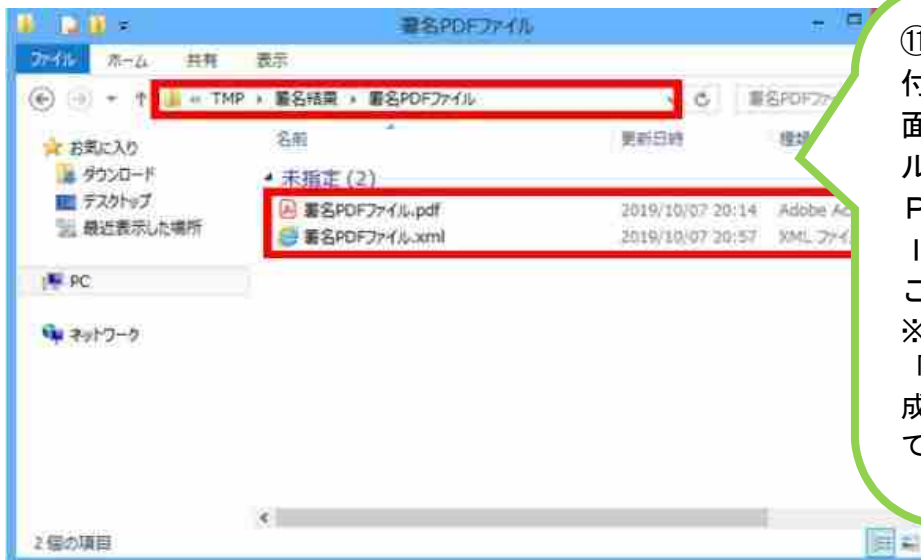 署名PDFファイル
ファイル ホーム 共有 表示
« TMP › 署名結果 › 署名PDFファイル
署名PDFファ
名前 更新日時 種類
お気に入り
ダウンロード
デスクトップ
最近表示した場所
PC
ネットワーク
未指定 (2)
署名PDFファイル.pdf 2019/10/07 20:14 Adobe Ac
署名PDFファイル.xml 2019/10/07 20:57 XML ファイ
2 個の項目
⑪
付
面
ル
P
こ
※
「
成
て